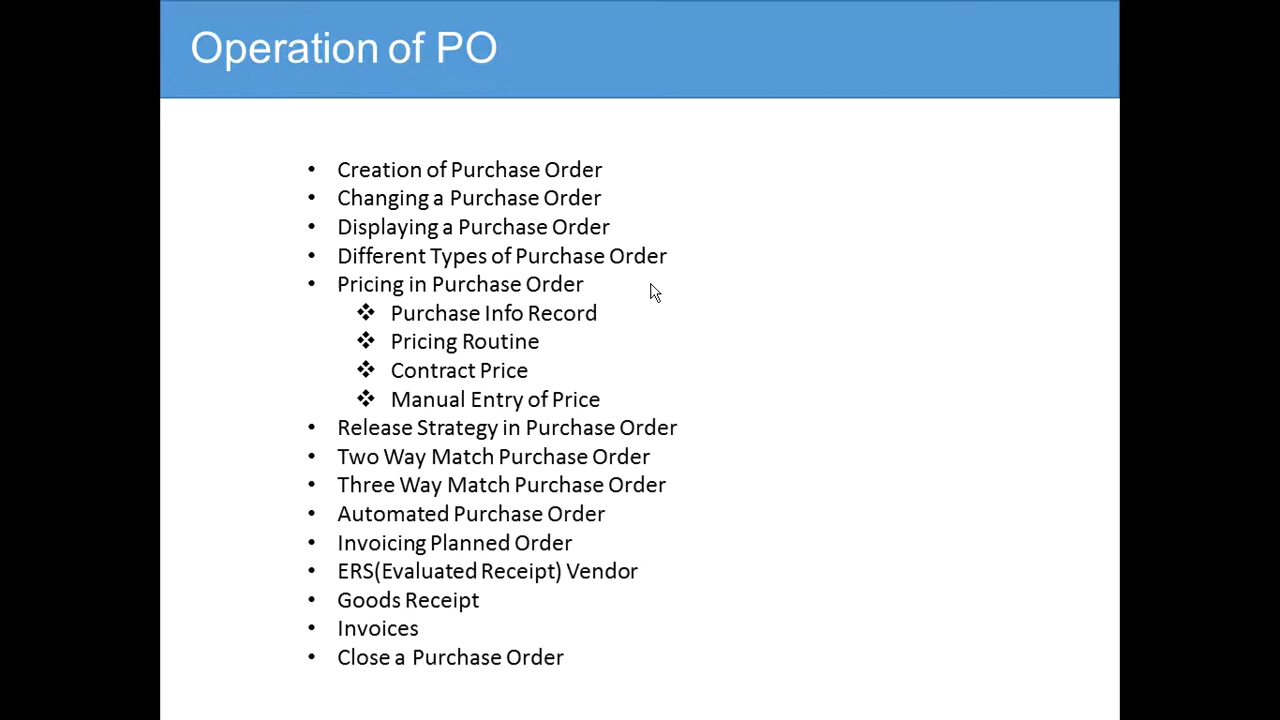 Operation of PO
• Creation of Purchase Order
• Changing a Purchase Order
• Displaying a Purchase Order
• Different Types of Purchase Order
• Pricing in Purchase Order
❖ Purchase Info Record
❖ Pricing Routine
❖ Contract Price
❖ Manual Entry of Price
• Release Strategy in Purchase Order
• Two Way Match Purchase Order
• Three Way Match Purchase Order
• Automated Purchase Order
• Invoicing Planned Order
• ERS(Evaluated Receipt) Vendor
• Goods Receipt
• Invoices
• Close a Purchase Order